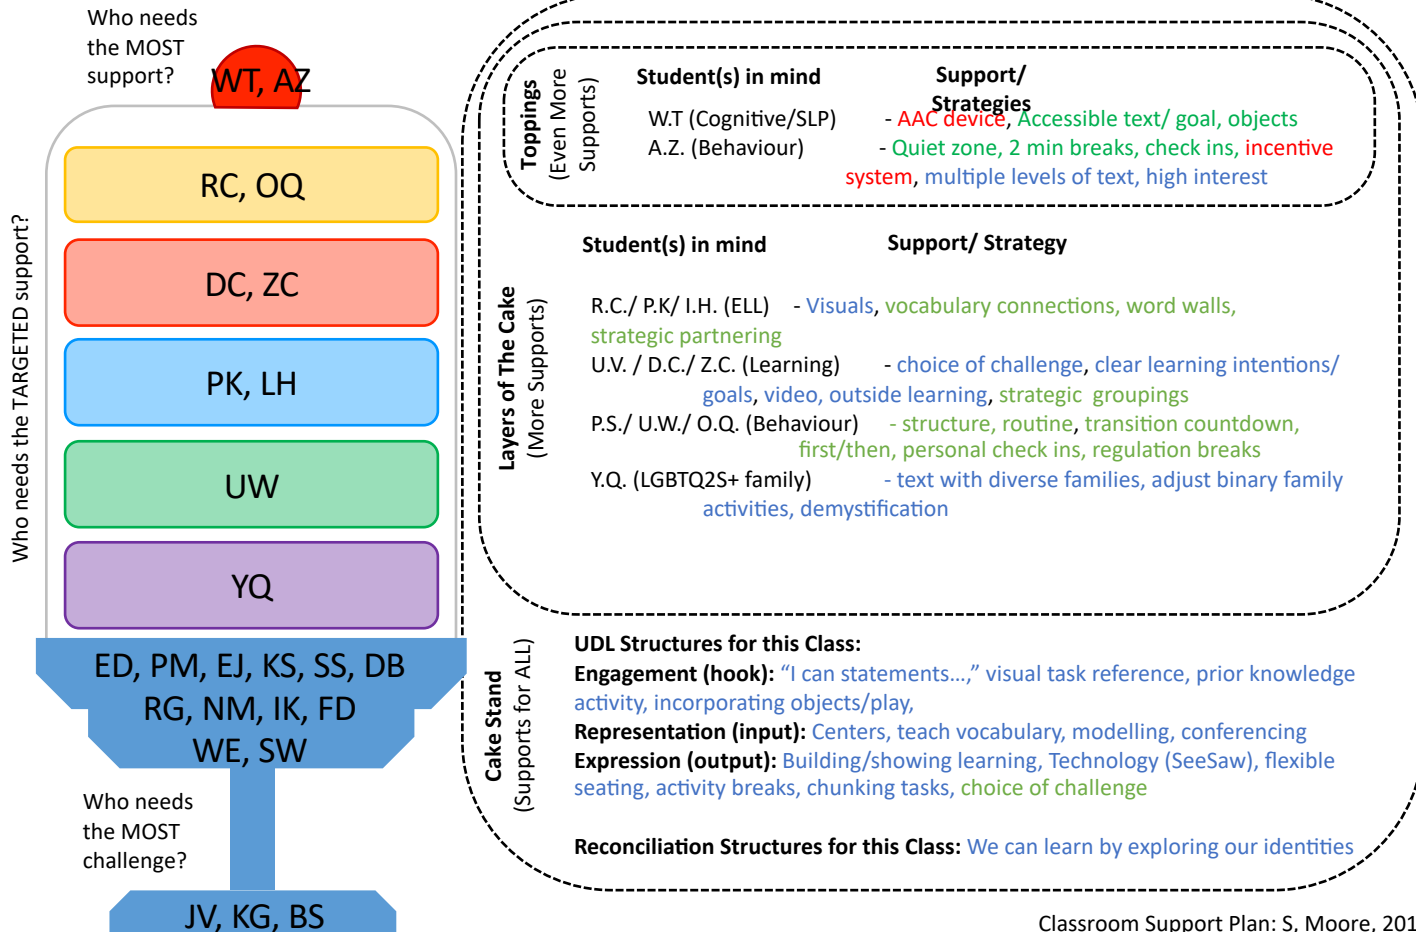 Who needs
the MOST
support?
WT, AZ
Who needs the TARGETED support?
RC, OQ
DC, ZC
PK, LH
UW
YQ
ED, PM, EJ, KS, SS, DB
RG, NM, IK, FD
WE, SW
Who needs
the MOST
challenge?
JV, KG, BS
Toppings
(Even More
Supports)
Student(s) in mind
Support/
Strategies
W.T (Cognitive/SLP) - AAC device, Accessible text/ goal, objects
A.Z. (Behaviour) - Quiet zone, 2 min breaks, check ins, incentive
system, multiple levels of text, high interest
Layers of The Cake
(More Supports)
Student(s) in mind Support/ Strategy
R.C./ P.K/ I.H. (ELL) - Visuals, vocabulary connections, word walls,
strategic partnering
U.V. / D.C./ Z.C. (Learning) - choice of challenge, clear learning intentions/
goals, video, outside learning, strategic groupings
P.S./ U.W./ O.Q. (Behaviour) - structure, routine, transition countdown,
first/then, personal check ins, regulation breaks
Y.Q. (LGBTQ2S+ family) - text with diverse families, adjust binary family
activities, demystification
Cake Stand
(Supports for ALL)
UDL Structures for this Class:
Engagement (hook): “I can statements…,” visual task reference, prior knowledge
activity, incorporating objects/play,
Representation (input): Centers, teach vocabulary, modelling, conferencing
Expression (output): Building/showing learning, Technology (SeeSaw), flexible
seating, activity breaks, chunking tasks, choice of challenge
Reconciliation Structures for this Class: We can learn by exploring our identities
Classroom Support Plan: S, Moore, 201